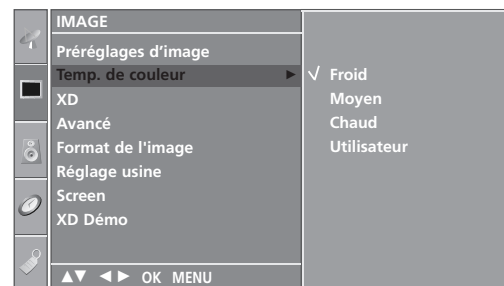 IMAGE
Préréglages d’image
Temp. de couleur ►
XD
Avancé
Format de l'image
Réglage usine
Screen
XD Démo
√ Froid
Moyen
Chaud
Utilisateur
▲▼ ◄► OK MENU